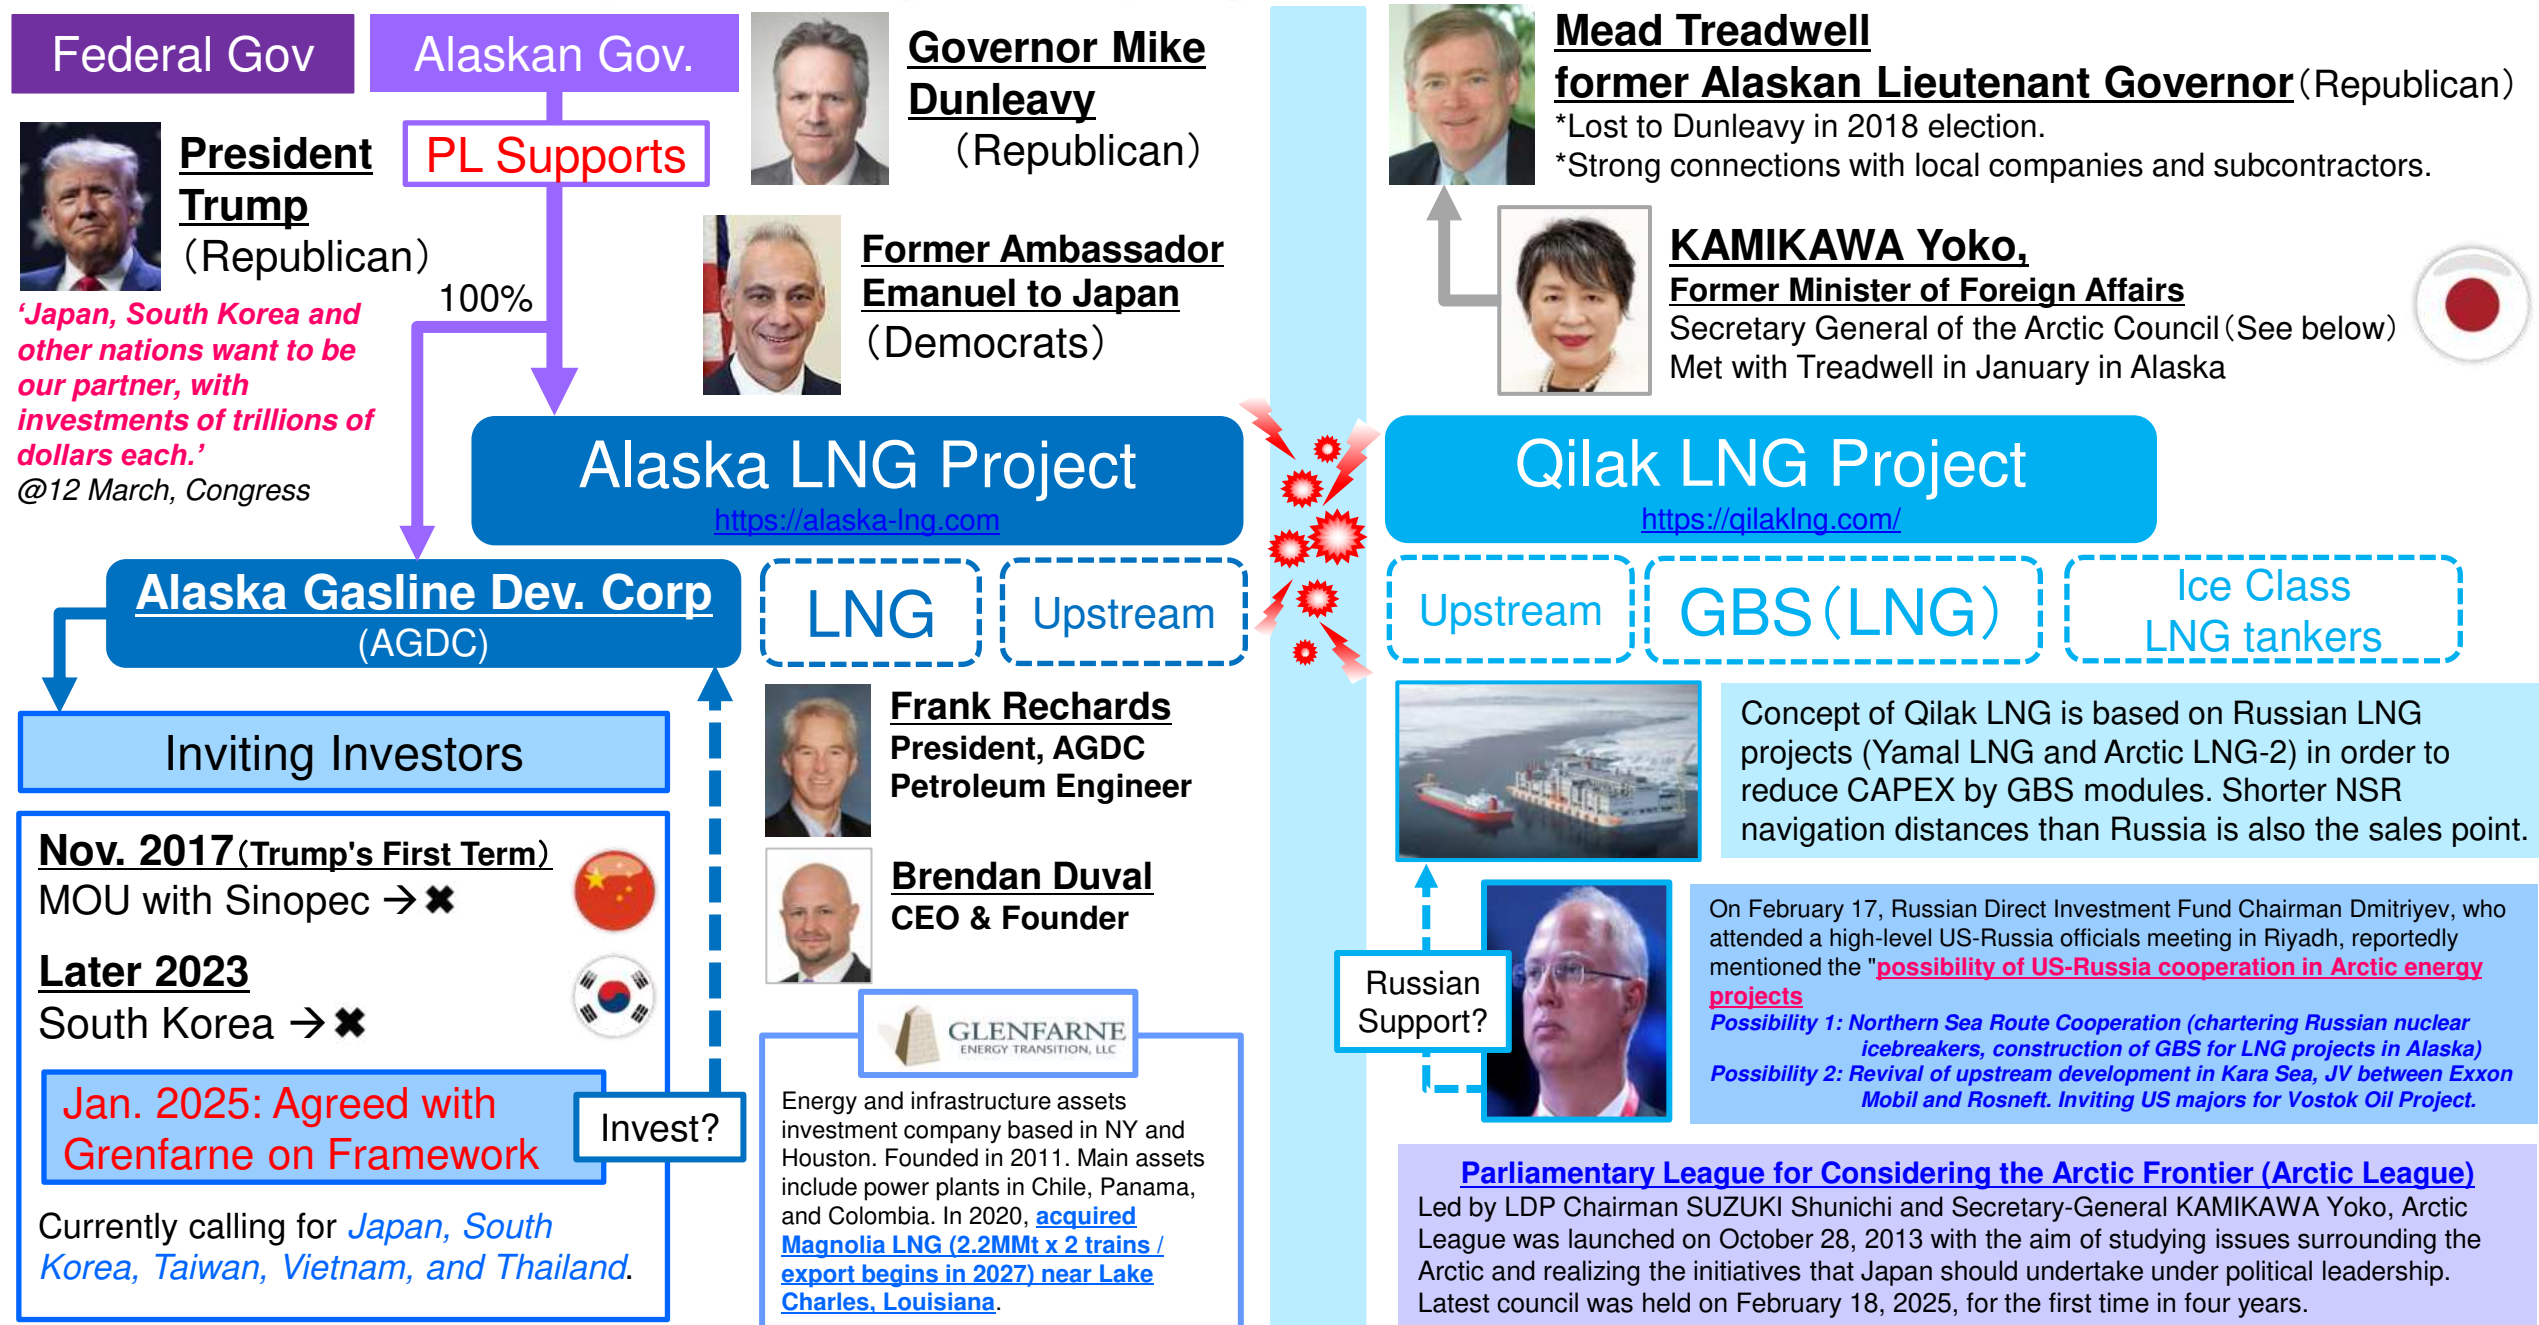 Federal Gov
Alaskan Gov.
PL Supports
President
Trump
（Republican）
‘Japan, South Korea and
other nations want to be
our partner, with
investments of trillions of
dollars each.’
@12 March, Congress
100%
Governor Mike
Dunleavy
（Republican）
Former Ambassador
Emanuel to Japan
（Democrats）
Alaska LNG Project
https://alaska-lng.com
Alaska Gasline Dev. Corp
(AGDC)
LNG
Upstream
Inviting Investors
Nov. 2017（Trump's First Term）
MOU with Sinopec →✖
Later 2023
South Korea →✖
Jan. 2025: Agreed with
Grenfarne on Framework
Invest?
Currently calling for Japan, South
Korea, Taiwan, Vietnam, and Thailand.
Frank Rechards
President, AGDC
Petroleum Engineer
Brendan Duval
CEO & Founder
GLENFARNE
ENERGY TRANSITION, LLC
Energy and infrastructure assets
investment company based in NY and
Houston. Founded in 2011. Main assets
include power plants in Chile, Panama,
and Colombia. In 2020, acquired
Magnolia LNG (2.2MMt x 2 trains /
export begins in 2027) near Lake
Charles, Louisiana.
Mead Treadwell
former Alaskan Lieutenant Governor（Republican）
*Lost to Dunleavy in 2018 election.
*Strong connections with local companies and subcontractors.
KAMIKAWA Yoko,
Former Minister of Foreign Affairs
Secretary General of the Arctic Council（See below）
Met with Treadwell in January in Alaska
Qilak LNG Project
https://qilaklng.com/
Upstream
GBS（LNG）
Ice Class
LNG tankers
Concept of Qilak LNG is based on Russian LNG
projects (Yamal LNG and Arctic LNG-2) in order to
reduce CAPEX by GBS modules. Shorter NSR
navigation distances than Russia is also the sales point.
Russian
Support?
On February 17, Russian Direct Investment Fund Chairman Dmitriyev, who
attended a high-level US-Russia officials meeting in Riyadh, reportedly
mentioned the "possibility of US-Russia cooperation in Arctic energy
projects
Possibility 1: Northern Sea Route Cooperation (chartering Russian nuclear
icebreakers, construction of GBS for LNG projects in Alaska)
Possibility 2: Revival of upstream development in Kara Sea, JV between Exxon
Mobil and Rosneft. Inviting US majors for Vostok Oil Project.
Parliamentary League for Considering the Arctic Frontier (Arctic League)
Led by LDP Chairman SUZUKI Shunichi and Secretary-General KAMIKAWA Yoko, Arctic
League was launched on October 28, 2013 with the aim of studying issues surrounding the
Arctic and realizing the initiatives that Japan should undertake under political leadership.
Latest council was held on February 18, 2025, for the first time in four years.